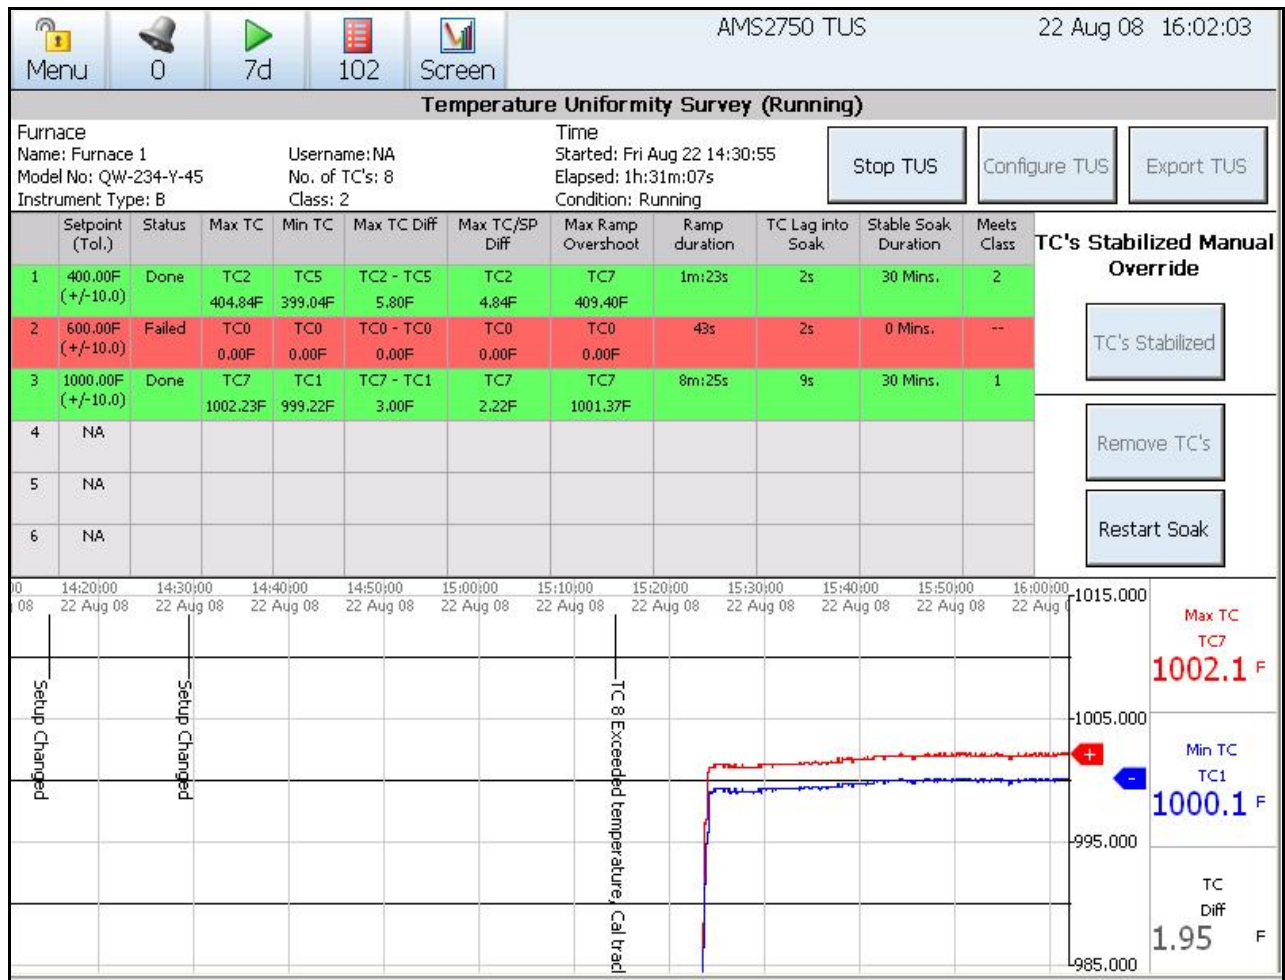 AMS2750 TUS 22 Aug 08 16:02:03
Menu 0 7d 102 Screen
Temperature Uniformity Survey (Running)
Furnace Time
Name: Furnace 1 Username:NA Started: Fri Aug 22 14:30:55
Model No: QW-234-Y-45 No. of TC's: 8 Elapsed: 1h:31m:07s
Instrument Type: B Class: 2 Condition: Running
Stop TUS Configure TUS Export TUS
Setpoint (Tol.) Status Max TC Min TC Max TC Diff Max TC/SP Diff Max Ramp Overshoot Ramp duration TC Lag into Soak Stable Soak Duration Meets Class
1 400.00F Done TC2 TC5 TC2 - TC5 TC2 TC7 1m:23s 2s 30 Mins. 2
(+/-10.0) 404.84F 399.04F 5.80F 4.84F 409.40F
2 600.00F Failed TC0 TC0 TC0 - TC0 TC0 TC0 43s 2s 0 Mins. --
(+/-10.0) 0.00F 0.00F 0.00F 0.00F 0.00F
3 1000.00F Done TC7 TC1 TC7 - TC1 TC7 TC7 8m:25s 9s 30 Mins. 1
(+/-10.0) 1002.23F 999.22F 3.00F 2.22F 1001.37F
4 NA
5 NA
6 NA
TC's Stabilized Manual
Override
TC's Stabilized
Remove TC's
Restart Soak
0 14:20:00 14:30:00 14:40:00 14:50:00 15:00:00 15:10:00 15:20:00 15:30:00 15:40:00 15:50:00 16:00:00
08 22 Aug 08 22 Aug 08 22 Aug 08 22 Aug 08 22 Aug 08 22 Aug 08 22 Aug 08 22 Aug 08 22 Aug 08 22 Aug 08 22 Aug
Setup Changed
Setup Changed
TC 8 Exceeded temperature, Cal tracl
1015.000
1005.000
995.000
985.000
+
-
Max TC
TC7
1002.1 F
Min TC
TC1
1000.1 F
TC
Diff
1.95 F